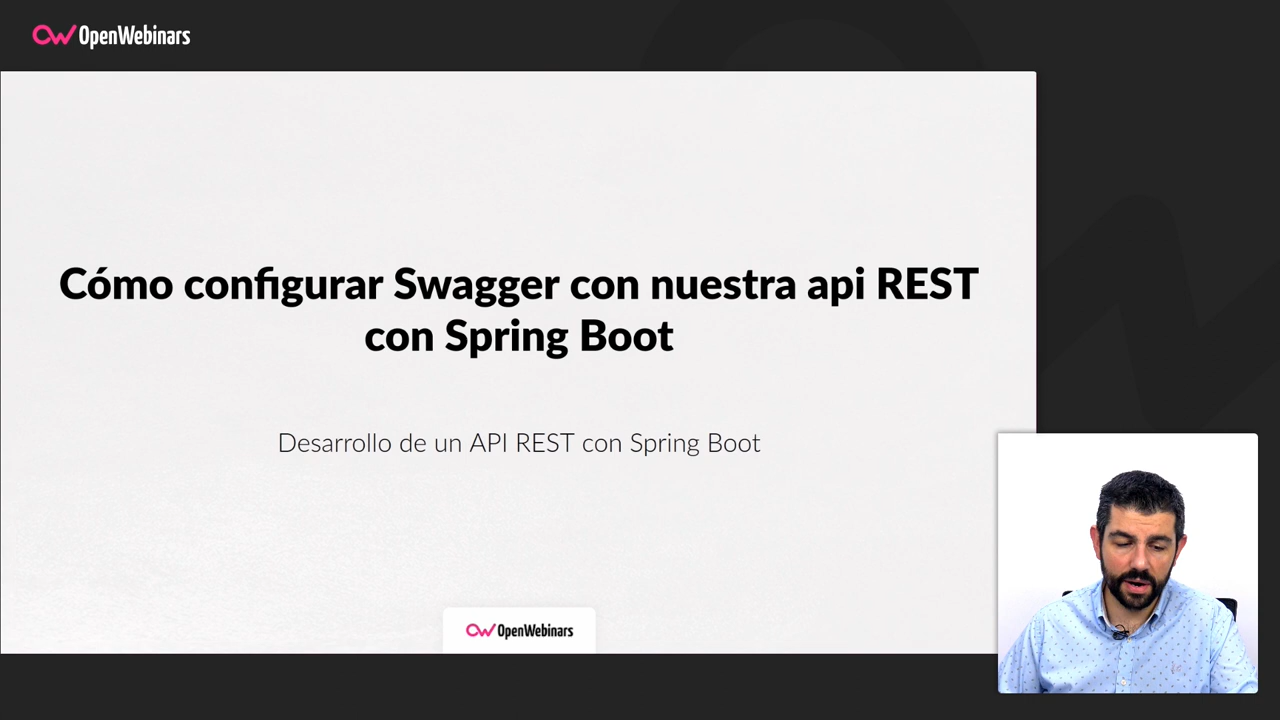 OpenWebinars
Cómo configurar Swagger con nuestra api REST
con Spring Boot
Desarrollo de un API REST con Spring Boot
OpenWebinars